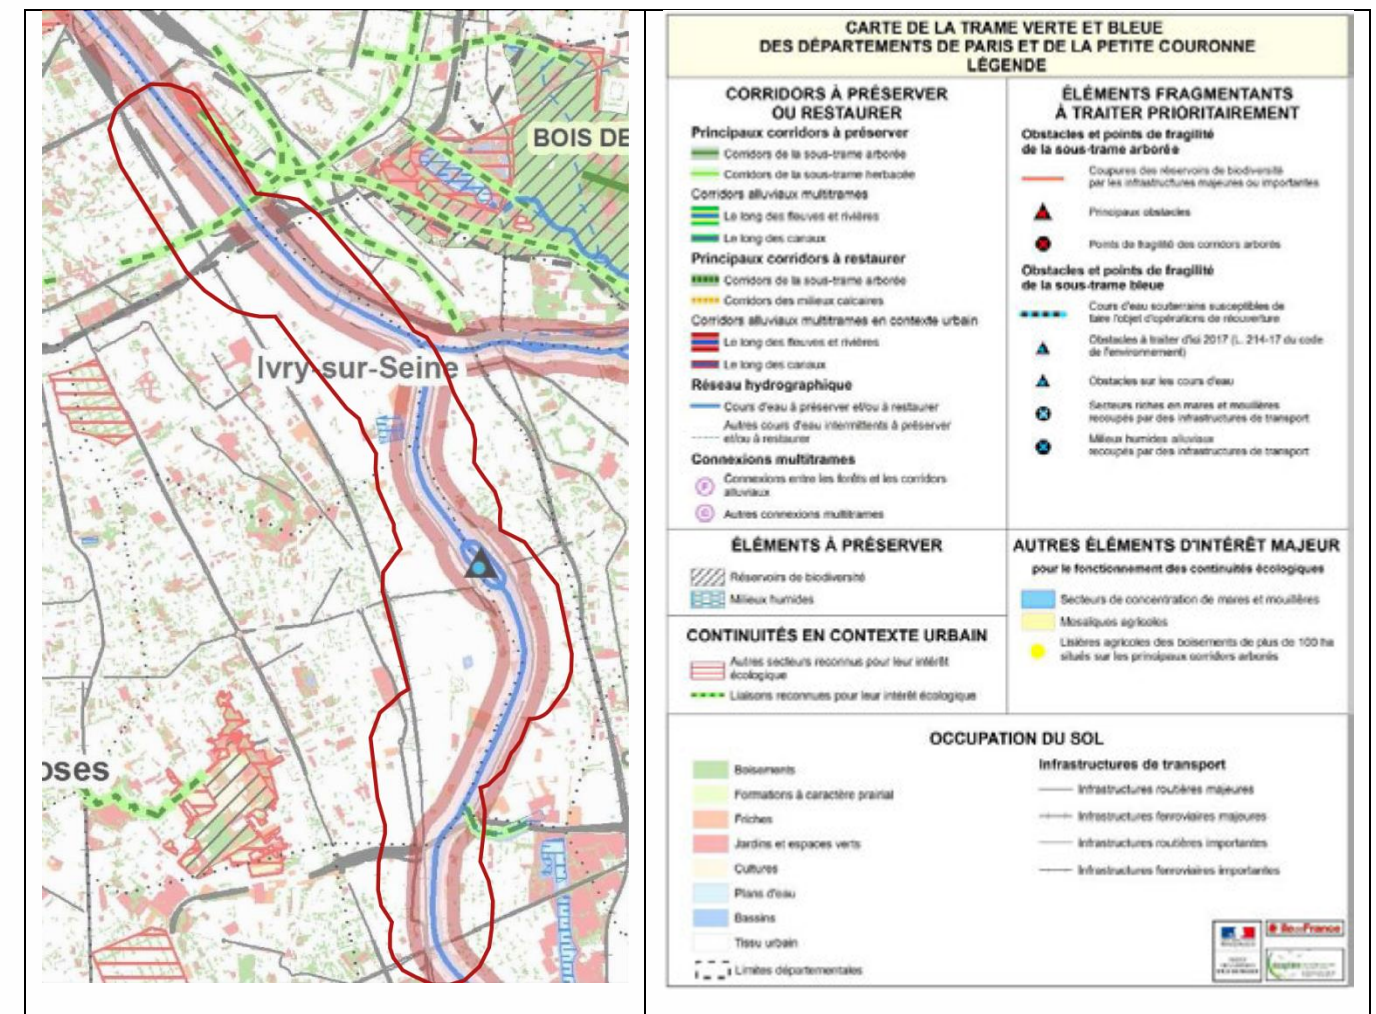 BOIS DE
Ivry-sur-Seine
oses
CARTE DE LA TRAME VERTE ET BLEUE
DES DÉPARTEMENTS DE PARIS ET DE LA PETITE COURONNE
LÉGENDE
CORRIDORS À PRÉSERVER
OU RESTAURER
Principaux corridors à préserver
Corridors de la sous-trame arborée
Corridors de la sous-trame herbacée
Corridors alluviaux multitrames
Le long des fleuves et rivières
Le long des canaux
Principaux corridors à restaurer
Corridors de la sous-trame arborée
Corridors des milieux calcaires
Corridors alluviaux multitrames en contexte urbain
Le long des fleuves et rivières
Le long des canaux
Réseau hydrographique
Cours d'eau à préserver et/ou à restaurer
Autres cours d'eau intermittents à préserver
et/ou à restaurer
Connexions multitrames
F
Connexions entre les forêts et les corridors
alluviaux
C
Autres connexions multitrames
ÉLÉMENTS FRAGMENTANTS
À TRAITER PRIORITAIREMENT
Obstacles et points de fragilité
de la sous-trame arborée
Coupures des réservoirs de biodiversité
par les infrastructures majeures ou importantes
Principaux obstacles
Points de fragilité des corridors arborés
Obstacles et points de fragilité
de la sous-trame bleue
Cours d'eau souterrains susceptibles de
faire l'objet d'opérations de réouverture
Obstacles à traiter d'ici 2017 (L. 214-17 du code
de l'environnement)
Obstacles sur les cours d'eau
Secteurs riches en mares et mouillères
recoupés par des infrastructures de transport
Milieux humides alluviaux
recoupés par des infrastructures de transport
ÉLÉMENTS À PRÉSERVER
Réservoirs de biodiversité
Milieux humides
CONTINUITÉS EN CONTEXTE URBAIN
Autres secteurs reconnus pour leur intérêt
écologique
Liaisons reconnues pour leur intérêt écologique
AUTRES ÉLÉMENTS D'INTÉRÊT MAJEUR
pour le fonctionnement des continuités écologiques
Secteurs de concentration de mares et mouillères
Mosaïques agricoles
Lisières agricoles des boisements de plus de 100 ha
situés sur les principaux corridors arborés
OCCUPATION DU SOL
Boisements
Formations à caractère prairial
Friches
Jardins et espaces verts
Cultures
Plans d'eau
Bassins
Tissu urbain
Limites départementales
Infrastructures de transport
Infrastructures routières majeures
Infrastructures ferroviaires majeures
Infrastructures routières importantes
Infrastructures ferroviaires importantes
îledeFrance